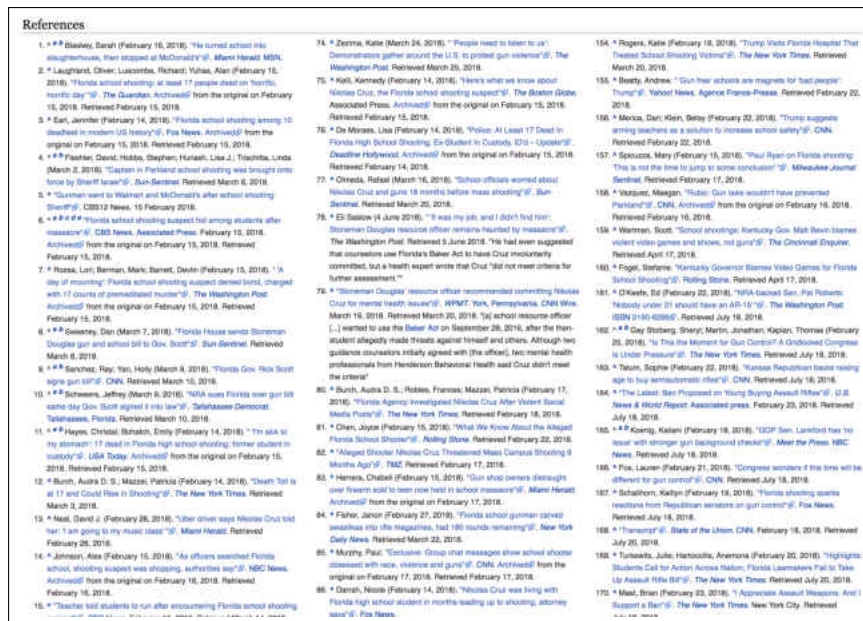 References
1. ^ a b Blaskey, Sarah (February 16, 2018). "He turned school into
slaughterhouse, then stopped at McDonald's". Miami Herald. MSN.
2. ^ Laughland, Oliver; Luscombe, Richard; Yuhas, Alan (February 15,
2018). "Florida school shooting: at least 17 people dead on 'horrific,
horrific day'". The Guardian. Archived from the original on February
15, 2018. Retrieved February 15, 2018.
3. ^ Earl, Jennifer (February 14, 2018). "Florida school shooting among 10
deadliest in modern US history". Fox News. Archived from the
original on February 15, 2018. Retrieved February 15, 2018.
4. ^ a b Fleshler, David; Hobbs, Stephen; Huriash, Lisa J.; Trischitta, Linda
(March 2, 2018). "Captain in Parkland school shooting was brought onto
force by Sheriff Israel". Sun-Sentinel. Retrieved March 6, 2018.
5. ^ "Gunman went to Walmart and McDonald's after school shooting:
Sheriff". CBS12 News. 15 February 2018.
6. ^ a b c d e "Florida school shooting suspect hid among students after
massacre". CBS News. Associated Press. February 15, 2018.
Archived from the original on February 15, 2018. Retrieved
February 15, 2018.
7. ^ Rozsa, Lori; Berman, Mark; Barrett, Devlin (February 15, 2018). "'A
day of mourning': Florida school shooting suspect denied bond, charged
with 17 counts of premeditated murder". The Washington Post.
Archived from the original on February 15, 2018. Retrieved
February 15, 2018.
8. ^ a b Sweeney, Dan (March 7, 2018). "Florida House sends Stoneman
Douglas gun and school bill to Gov. Scott". Sun-Sentinel. Retrieved
March 8, 2018.
9. ^ a b Sanchez, Ray; Yan, Holly (March 9, 2018). "Florida Gov. Rick Scott
signs gun bill". CNN. Retrieved March 10, 2018.
10. ^ Schweers, Jeffrey (March 9, 2018). "NRA sues Florida over gun bill
same day Gov. Scott signed it into law". Tallahassee Democrat.
Tallahassee, Florida. Retrieved March 10, 2018.
11. ^ a b Hayes, Christal; Bohatch, Emily (February 14, 2018). "'I'm sick to
my stomach': 17 dead in Florida high school shooting; former student in
custody". USA Today. Archived from the original on February
15, 2018. Retrieved February 15, 2018.
12. ^ Burch, Audra D. S.; Mazzei, Patricia (February 14, 2018). "Death Toll Is
at 17 and Could Rise in Shooting". The New York Times. Retrieved
March 3, 2018.
13. ^ Neal, David J. (February 26, 2018). "Uber driver says Nikolas Cruz told
her: 'I am going to my music class'". Miami Herald. Retrieved
February 26, 2018.
14. ^ Johnson, Alex (February 15, 2018). "As officers searched Florida
school, shooting suspect was shopping, authorities say". NBC News.
Archived from the original on February 16, 2018. Retrieved
February 16, 2018.
15. ^ "Teacher told students to run after encountering Florida school shooting
74. ^ Zezima, Katie (March 24, 2018). "'People need to listen to us':
Demonstrators gather around the U.S. to protest gun violence". The
Washington Post. Retrieved March 25, 2018.
75. ^ Kelli, Kennedy (February 14, 2018). "Here's what we know about
Nikolas Cruz, the Florida school shooting suspect". The Boston Globe.
Associated Press. Archived from the original on February 15, 2018.
Retrieved February 15, 2018.
76. ^ De Moraes, Lisa (February 14, 2018). "Police: At Least 17 Dead In
Florida High School Shooting; Ex-Student In Custody, ID'd – Update".
Deadline Hollywood. Archived from the original on February 15, 2018.
Retrieved February 14, 2018.
77. ^ Olmeda, Rafael (March 16, 2018). "School officials worried about
Nikolas Cruz and guns 18 months before mass shooting". Sun-
Sentinel. Retrieved March 20, 2018.
78. ^ Eli Saslow (4 June 2018). "'It was my job, and I didn't find him':
Stoneman Douglas resource officer remains haunted by massacre".
The Washington Post. Retrieved 5 June 2018. "He had even suggested
that counselors use Florida's Baker Act to have Cruz involuntarily
committed, but a health expert wrote that Cruz "did not meet criteria for
further assessment.""
79. ^ "Stoneman Douglas' resource officer recommended committing Nikolas
Cruz for mental health issues". WPMT. York, Pennsylvania. CNN Wire.
March 19, 2018. Retrieved March 20, 2018. "[a] school resource officer
[...] wanted to use the Baker Act on September 28, 2016, after the then-
student allegedly made threats against himself and others. Although two
guidance counselors initially agreed with [the officer], two mental health
professionals from Henderson Behavioral Health said Cruz didn't meet
the criteria"
80. ^ Burch, Audra D. S.; Robles, Frances; Mazzei, Patricia (February 17,
2018). "Florida Agency Investigated Nikolas Cruz After Violent Social
Media Posts". The New York Times. Retrieved February 18, 2018.
81. ^ Chen, Joyce (February 15, 2018). "What We Know About the Alleged
Florida School Shooter". Rolling Stone. Retrieved February 22, 2018.
82. ^ "Alleged Shooter Nikolas Cruz Threatened Mass Campus Shooting 9
Months Ago". TMZ. Retrieved February 17, 2018.
83. ^ Herrera, Chabeli (February 15, 2018). "Gun shop owners distraught
over firearm sold to teen now held in school massacre". Miami Herald.
Archived from the original on February 17, 2018.
84. ^ Fisher, Janon (February 27, 2018). "Florida school gunman carved
swastikas into rifle magazines, had 180 rounds remaining". New York
Daily News. Retrieved March 22, 2018.
85. ^ Murphy, Paul. "Exclusive: Group chat messages show school shooter
obsessed with race, violence and guns". CNN. Archived from the
original on February 17, 2018. Retrieved February 17, 2018.
86. ^ Darrah, Nicole (February 14, 2018). "Nikolas Cruz was living with
Florida high school student in months leading up to shooting, attorney
says". Fox News.
154. ^ Rogers, Katie (February 16, 2018). "Trump Visits Florida Hospital That
Treated School Shooting Victims". The New York Times. Retrieved
March 20, 2018.
155. ^ Beatty, Andrew. "'Gun free' schools are magnets for 'bad people':
Trump". Yahoo! News. Agence France-Presse. Retrieved February 22,
2018.
156. ^ Merica, Dan; Klein, Betsy (February 22, 2018). "Trump suggests
arming teachers as a solution to increase school safety". CNN.
Retrieved February 22, 2018.
157. ^ Spicuzza, Mary (February 15, 2018). "Paul Ryan on Florida shooting:
'This is not the time to jump to some conclusion'". Milwaukee Journal
Sentinel. Retrieved February 17, 2018.
158. ^ Vazquez, Maegan. "Rubio: Gun laws wouldn't have prevented
Parkland". CNN. Archived from the original on February 16, 2018.
Retrieved February 16, 2018.
159. ^ Wartman, Scott. "School shootings: Kentucky Gov. Matt Bevin blames
violent video games and shows, not guns". The Cincinnati Enquirer.
Retrieved April 17, 2018.
160. ^ Fogel, Stefanie. "Kentucky Governor Blames Video Games for Florida
School Shooting". Rolling Stone. Retrieved April 17, 2018.
161. ^ O'Keefe, Ed (February 22, 2018). "NRA-backed Sen. Pat Roberts:
'Nobody under 21 should have an AR-15'". The Washington Post.
ISSN 0190-8286. Retrieved July 18, 2018.
162. ^ a b Gay Stolberg, Sheryl; Martin, Jonathan; Kaplan, Thomas (February
20, 2018). "Is This the Moment for Gun Control? A Gridlocked Congress
Is Under Pressure". The New York Times. Retrieved July 18, 2018.
163. ^ Tatum, Sophie (February 22, 2018). "Kansas Republican backs raising
age to buy semiautomatic rifles". CNN. Retrieved July 18, 2018.
164. ^ "The Latest: Ban Proposed on Young Buying Assault Rifles". U.S.
News & World Report. Associated press. February 23, 2018. Retrieved
July 18, 2018.
165. ^ a b Koenig, Kailani (February 18, 2018). "GOP Sen. Lankford has 'no
issue' with stronger gun background checks". Meet the Press. NBC
News. Retrieved July 18, 2018.
166. ^ Fox, Lauren (February 21, 2018). "Congress wonders if this time will be
different for gun control". CNN. Retrieved July 18, 2018.
167. ^ Schallhorn, Kaitlyn (February 19, 2018). "Florida shooting sparks
reactions from Republican senators on gun control". Fox News.
Retrieved July 18, 2018.
168. ^ "Transcript". State of the Union. CNN. February 18, 2018. Retrieved
July 20, 2018.
169. ^ Turkewitz, Julie; Hartocollis, Anemona (February 20, 2018). "Highlights:
Students Call for Action Across Nation; Florida Lawmakers Fail to Take
Up Assault Rifle Bill". The New York Times. Retrieved July 20, 2018.
170. ^ Mast, Brian (February 23, 2018). "I Appreciate Assault Weapons. And I
Support a Ban". The New York Times. New York City. Retrieved